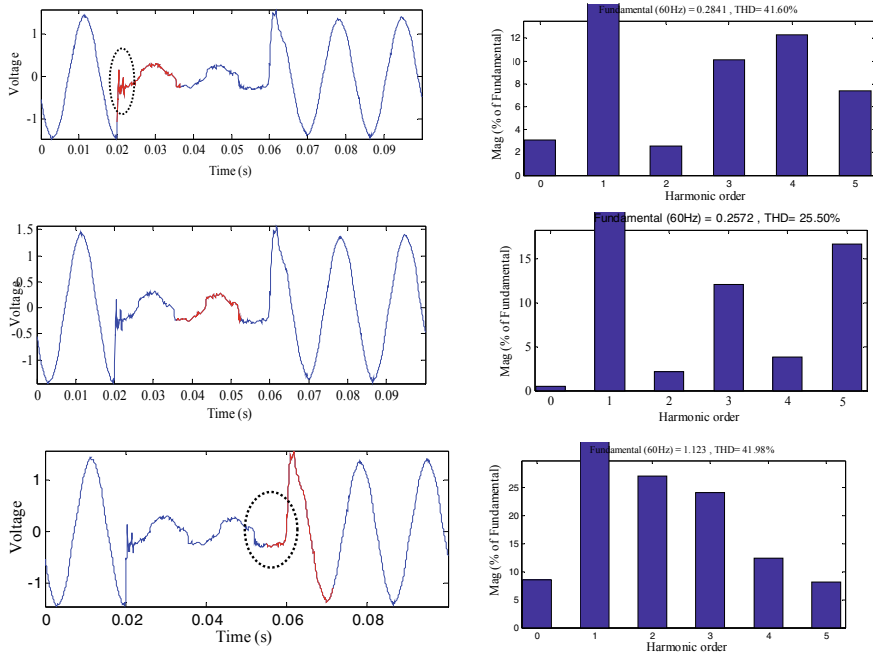 Voltage
1
0
-1
0 0.01 0.02 0.03 0.04 0.05 0.06 0.07 0.08 0.09
Time (s)
Fundamental (60Hz) = 0.2841 , THD= 41.60%
Mag (% of Fundamental)
12
10
8
6
4
2
0
0 1 2 3 4 5
Harmonic order
Voltage
1.5
1
0.5
0
-0.5
-1
0 0.01 0.02 0.03 0.04 0.05 0.06 0.07 0.08 0.09
Time (s)
Fundamental (60Hz) = 0.2572 , THD= 25.50%
Mag (% of Fundamental)
15
10
5
0
0 1 2 3 4 5
Harmonic order
Voltage
1
0
-1
0 0.02 0.04 0.06 0.08
Time (s)
Fundamental (60Hz) = 1.123 , THD= 41.98%
Mag (% of Fundamental)
25
20
15
10
5
0
0 1 2 3 4 5
Harmonic order